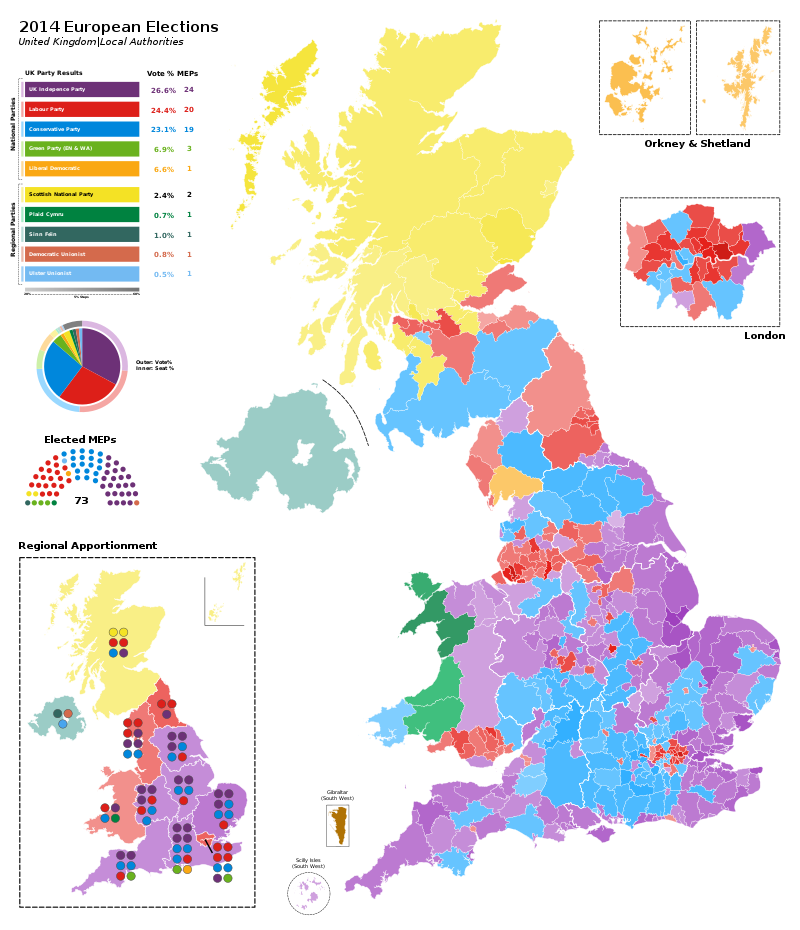 2014 European Elections
United Kingdom|Local Authorities
UK Party Results Vote % MEPs
National Parties
UK Indepence Party 26.6% 24
Labour Party 24.4% 20
Conservative Party 23.1% 19
Green Party (EN & WA) 6.9% 3
Liberal Democratic 6.6% 1
Regional Parties
Scottish National Party 2.4% 2
Plaid Cymru 0.7% 1
Sinn Féin 1.0% 1
Democratic Unionist 0.8% 1
Ulster Unionist 0.5% 1
5% Steps
Outer: Vote%
Inner: Seat %
Elected MEPs
73
Regional Apportionment
Orkney & Shetland
London
Gibraltar
(South West)
Scilly Isles
(South West)